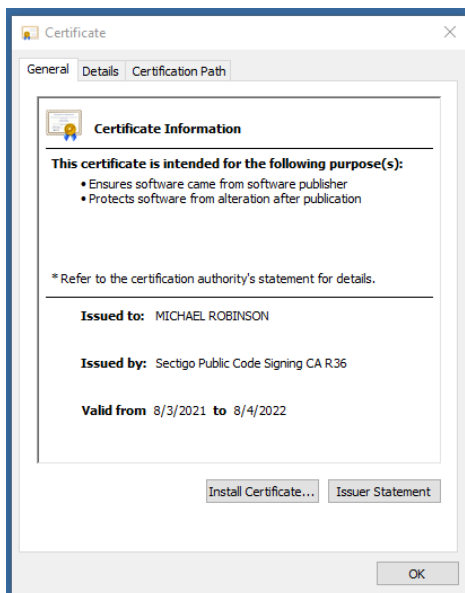 Certificate
General Details Certification Path
Certificate Information
This certificate is intended for the following purpose(s):
• Ensures software came from software publisher
• Protects software from alteration after publication
* Refer to the certification authority's statement for details.
Issued to: MICHAEL ROBINSON
Issued by: Sectigo Public Code Signing CA R36
Valid from 8/3/2021 to 8/4/2022
Install Certificate... Issuer Statement
OK